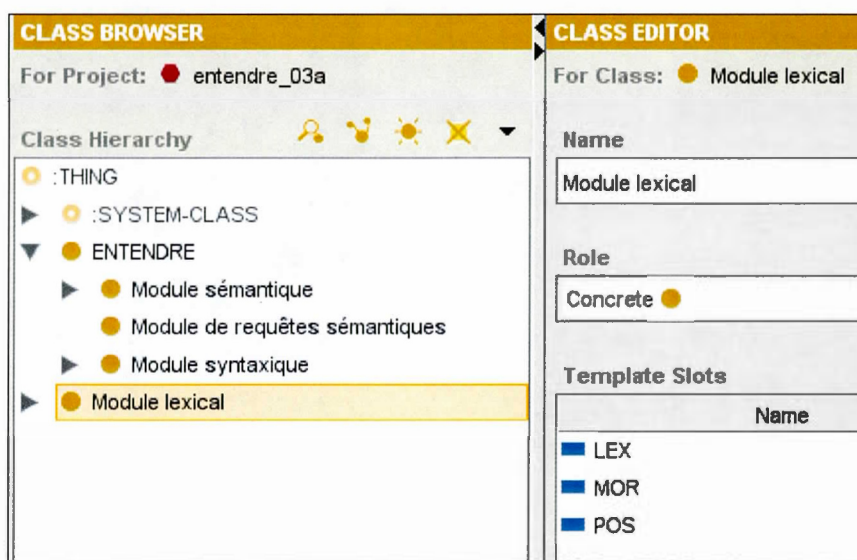 CLASS BROWSER
For Project: entendre_03a
Class Hierarchy
:THING
:SYSTEM-CLASS
ENTENDRE
Module sémantique
Module de requêtes sémantiques
Module syntaxique
Module lexical
CLASS EDITOR
For Class: Module lexical
Name
Module lexical
Role
Concrete
Template Slots
Name
LEX
MOR
POS